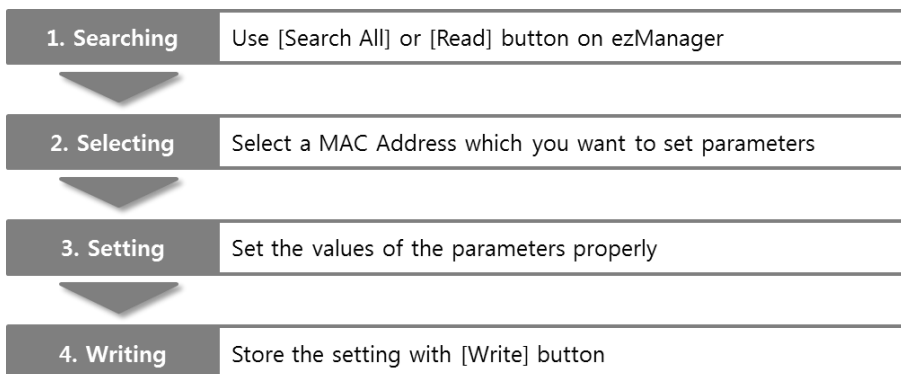 1. Searching
Use [Search All] or [Read] button on ezManager
2. Selecting
Select a MAC Address which you want to set parameters
3. Setting
Set the values of the parameters properly
4. Writing
Store the setting with [Write] button